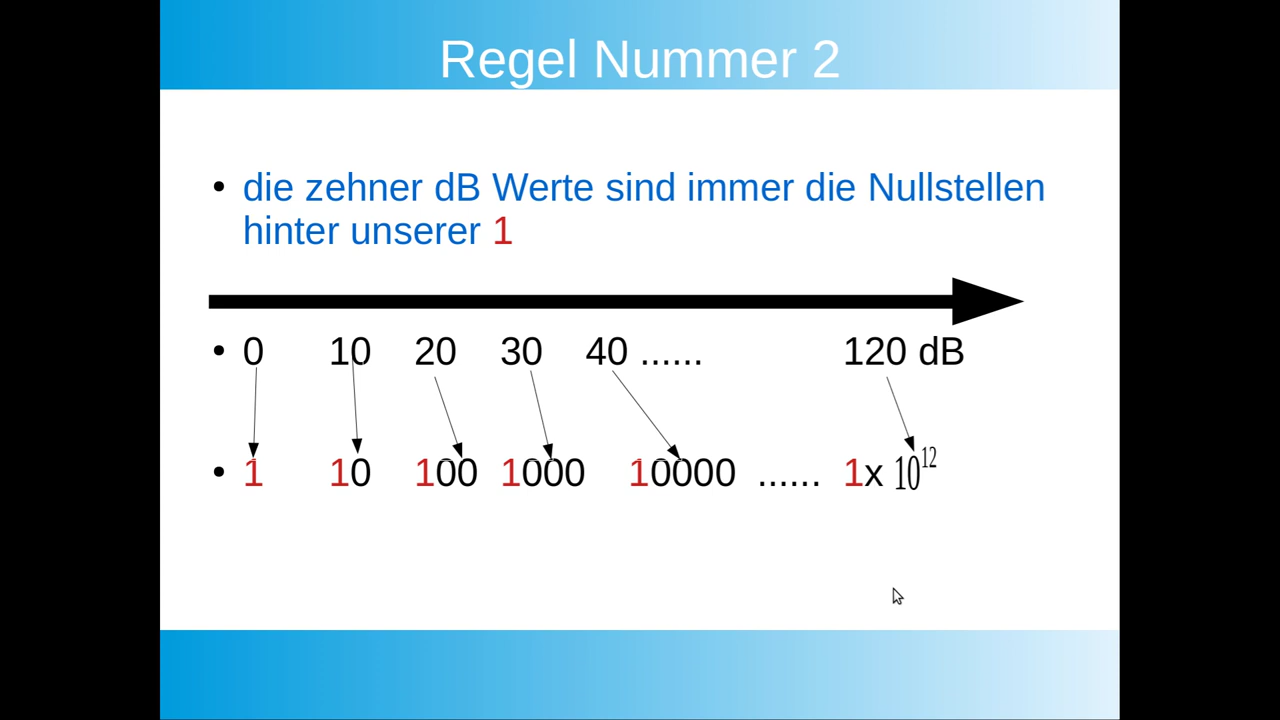 Regel Nummer 2
• die zehner dB Werte sind immer die Nullstellen
hinter unserer 1
• 0 10 20 30 40 ...... 120 dB
• 1 10 100 1000 10000 ...... 1x 10¹²